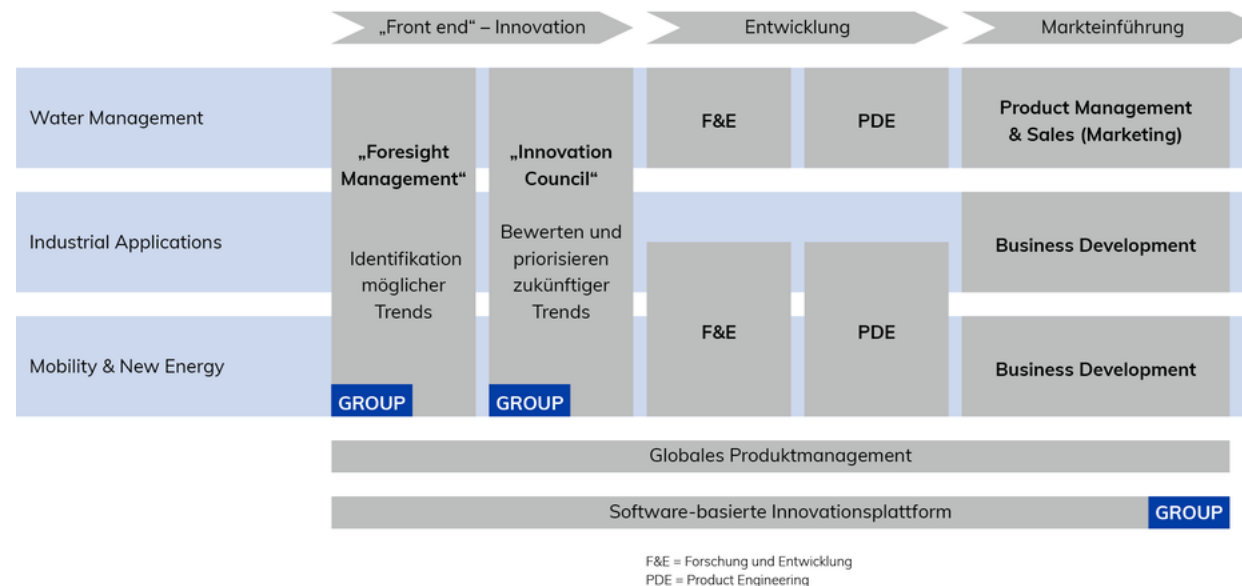 „Front end“ – Innovation
Entwicklung
Markteinführung
Water Management
„Foresight
Management“
Identifikation
möglicher
Trends
GROUP
„Innovation
Council“
Bewerten und
priorisieren
zukünftiger
Trends
GROUP
F&E
PDE
Product Management
& Sales (Marketing)
Industrial Applications
Business Development
Mobility & New Energy
F&E
PDE
Business Development
Globales Produktmanagement
Software-basierte Innovationsplattform
GROUP
F&E = Forschung und Entwicklung
PDE = Product Engineering